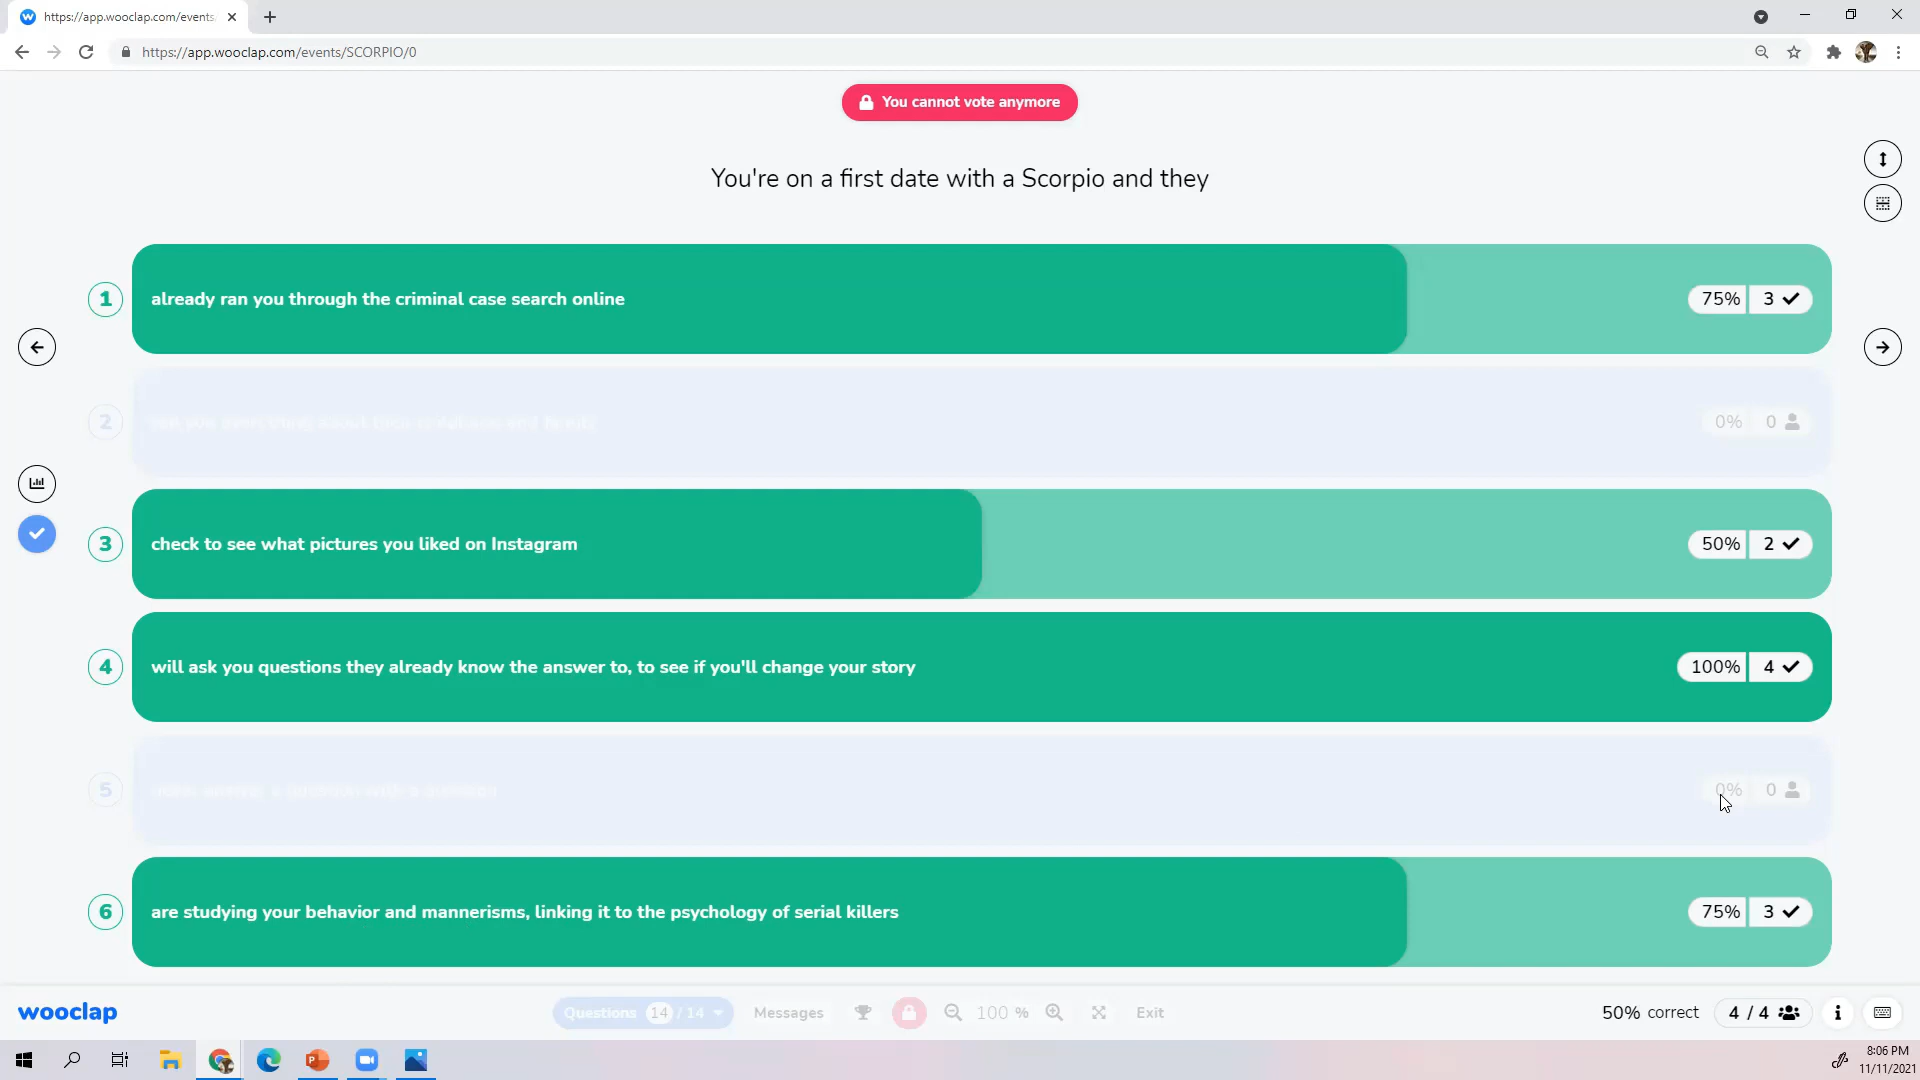 https://app.wooclap.com/events
https://app.wooclap.com/events/SCORPIO/0
You cannot vote anymore
You're on a first date with a Scorpio and they
1 already ran you through the criminal case search online 75% 3
2 0% 0
3 check to see what pictures you liked on Instagram 50% 2
4 will ask you questions they already know the answer to, to see if you'll change your story 100% 4
5 0% 0
6 are studying your behavior and mannerisms, linking it to the psychology of serial killers 75% 3
wooclap Questions 14 / 14 Messages 100 % Exit 50% correct 4 / 4
8:06 PM
11/11/2021